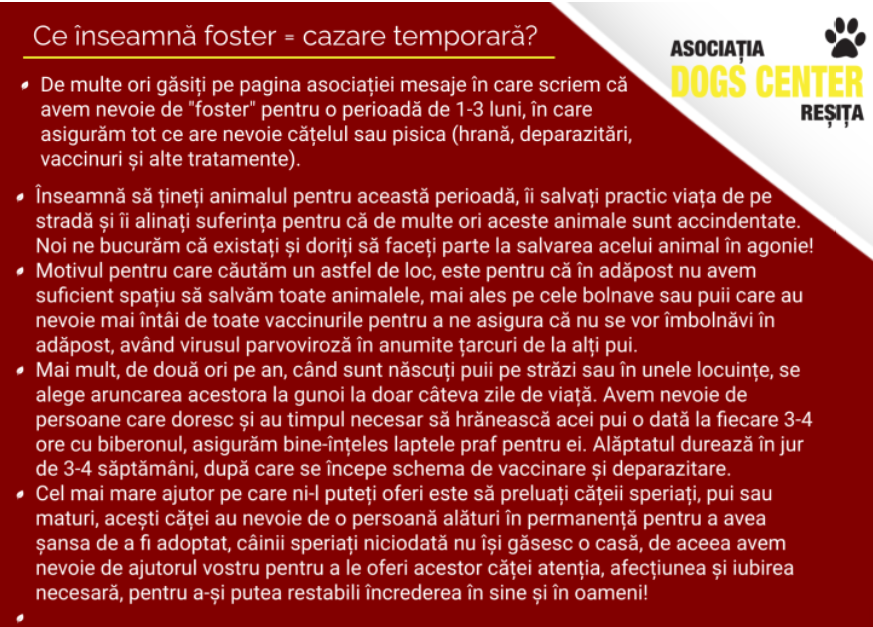 Ce înseamnă foster = cazare temporară?
ASOCIAȚIA
DOGS CENTER
REȘIȚA
De multe ori găsiți pe pagina asociației mesaje în care scriem că
avem nevoie de "foster" pentru o perioadă de 1-3 luni, în care
asigurăm tot ce are nevoie cățelul sau pisica (hrană, deparazitări,
vaccinuri și alte tratamente).
Înseamnă să țineți animalul pentru această perioadă, îi salvați practic viața de pe
stradă și îi alinați suferința pentru că de multe ori aceste animale sunt accindentate.
Noi ne bucurăm că existați și doriți să faceți parte la salvarea acelui animal în agonie!
Motivul pentru care căutăm un astfel de loc, este pentru că în adăpost nu avem
suficient spațiu să salvăm toate animalele, mai ales pe cele bolnave sau puii care au
nevoie mai întâi de toate vaccinurile pentru a ne asigura că nu se vor îmbolnăvi în
adăpost, având virusul parvoviroză în anumite țarcuri de la alți pui.
Mai mult, de două ori pe an, când sunt născuți puii pe străzi sau în unele locuințe, se
alege aruncarea acestora la gunoi la doar câteva zile de viață. Avem nevoie de
persoane care doresc și au timpul necesar să hrănească acei pui o dată la fiecare 3-4
ore cu biberonul, asigurăm bine-înțeles laptele praf pentru ei. Alăptatul durează în jur
de 3-4 săptămâni, după care se începe schema de vaccinare și deparazitare.
Cel mai mare ajutor pe care ni-l puteți oferi este să preluați cățeii speriați, pui sau
maturi, acești căței au nevoie de o persoană alături în permanență pentru a avea
șansa de a fi adoptat, câinii speriați niciodată nu își găsesc o casă, de aceea avem
nevoie de ajutorul vostru pentru a le oferi acestor căței atenția, afecțiunea și iubirea
necesară, pentru a-și putea restabili încrederea în sine și în oameni!